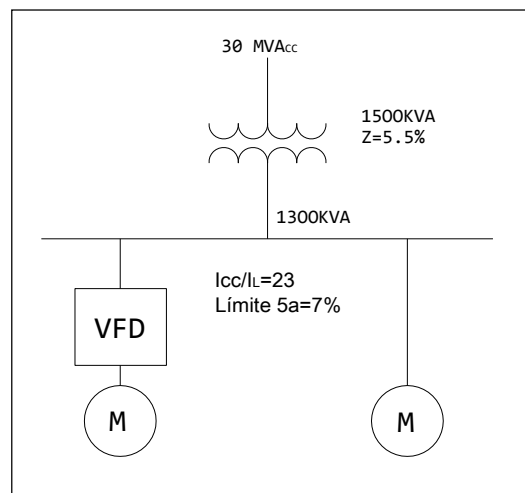 30 MVAcc
1500KVA
Z=5.5%
1300KVA
Icc/IL=23
Límite 5a=7%
VFD
M
M